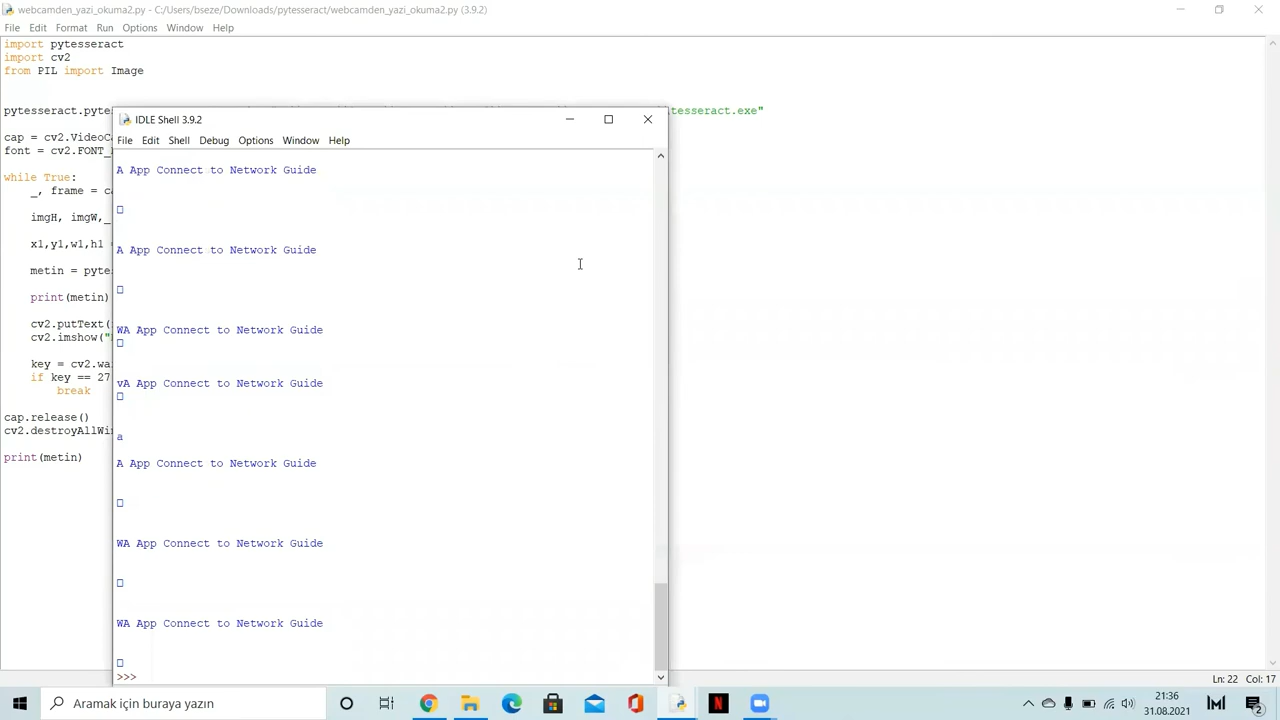 webcamden_yazi_okuma2.py - C:/Users/bseze/Downloads/pytesseract/webcamden_yazi_okuma2.py (3.9.2)
File Edit Format Run Options Window Help
import pytesseract
import cv2
from PIL import Image
pytesseract.pyt tesseract.exe"
cap = cv2.VideoC
font = cv2.FONT_
while True:
_, frame = ca
imgH, imgW,_
x1,y1,w1,h1 =
metin = pyte
print(metin)
cv2.putText(
cv2.imshow("
key = cv2.wa
if key == 27
break
cap.release()
cv2.destroyAllWi
print(metin)
IDLE Shell 3.9.2
File Edit Shell Debug Options Window Help
A App Connect to Network Guide
A App Connect to Network Guide
WA App Connect to Network Guide
vA App Connect to Network Guide
a
A App Connect to Network Guide
WA App Connect to Network Guide
WA App Connect to Network Guide
>>>
Ln: 22 Col: 17
Aramak için buraya yazın
21:36
31.08.2021
2